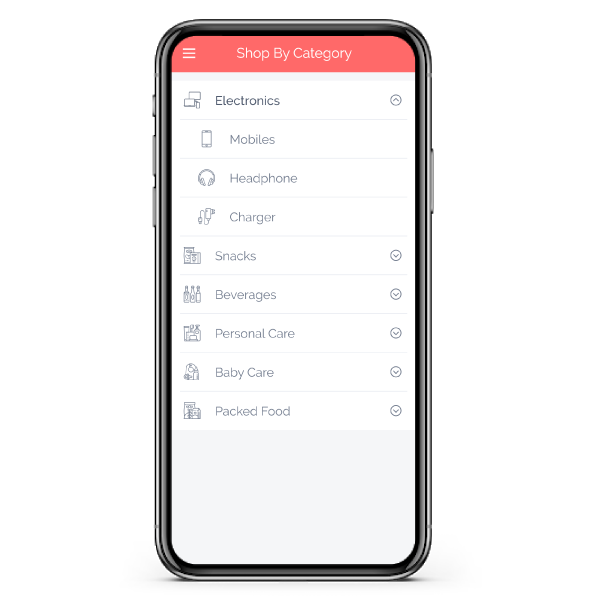 Shop By Category
Electronics
Mobiles
Headphone
Charger
Snacks
Beverages
Personal Care
Baby Care
Packed Food